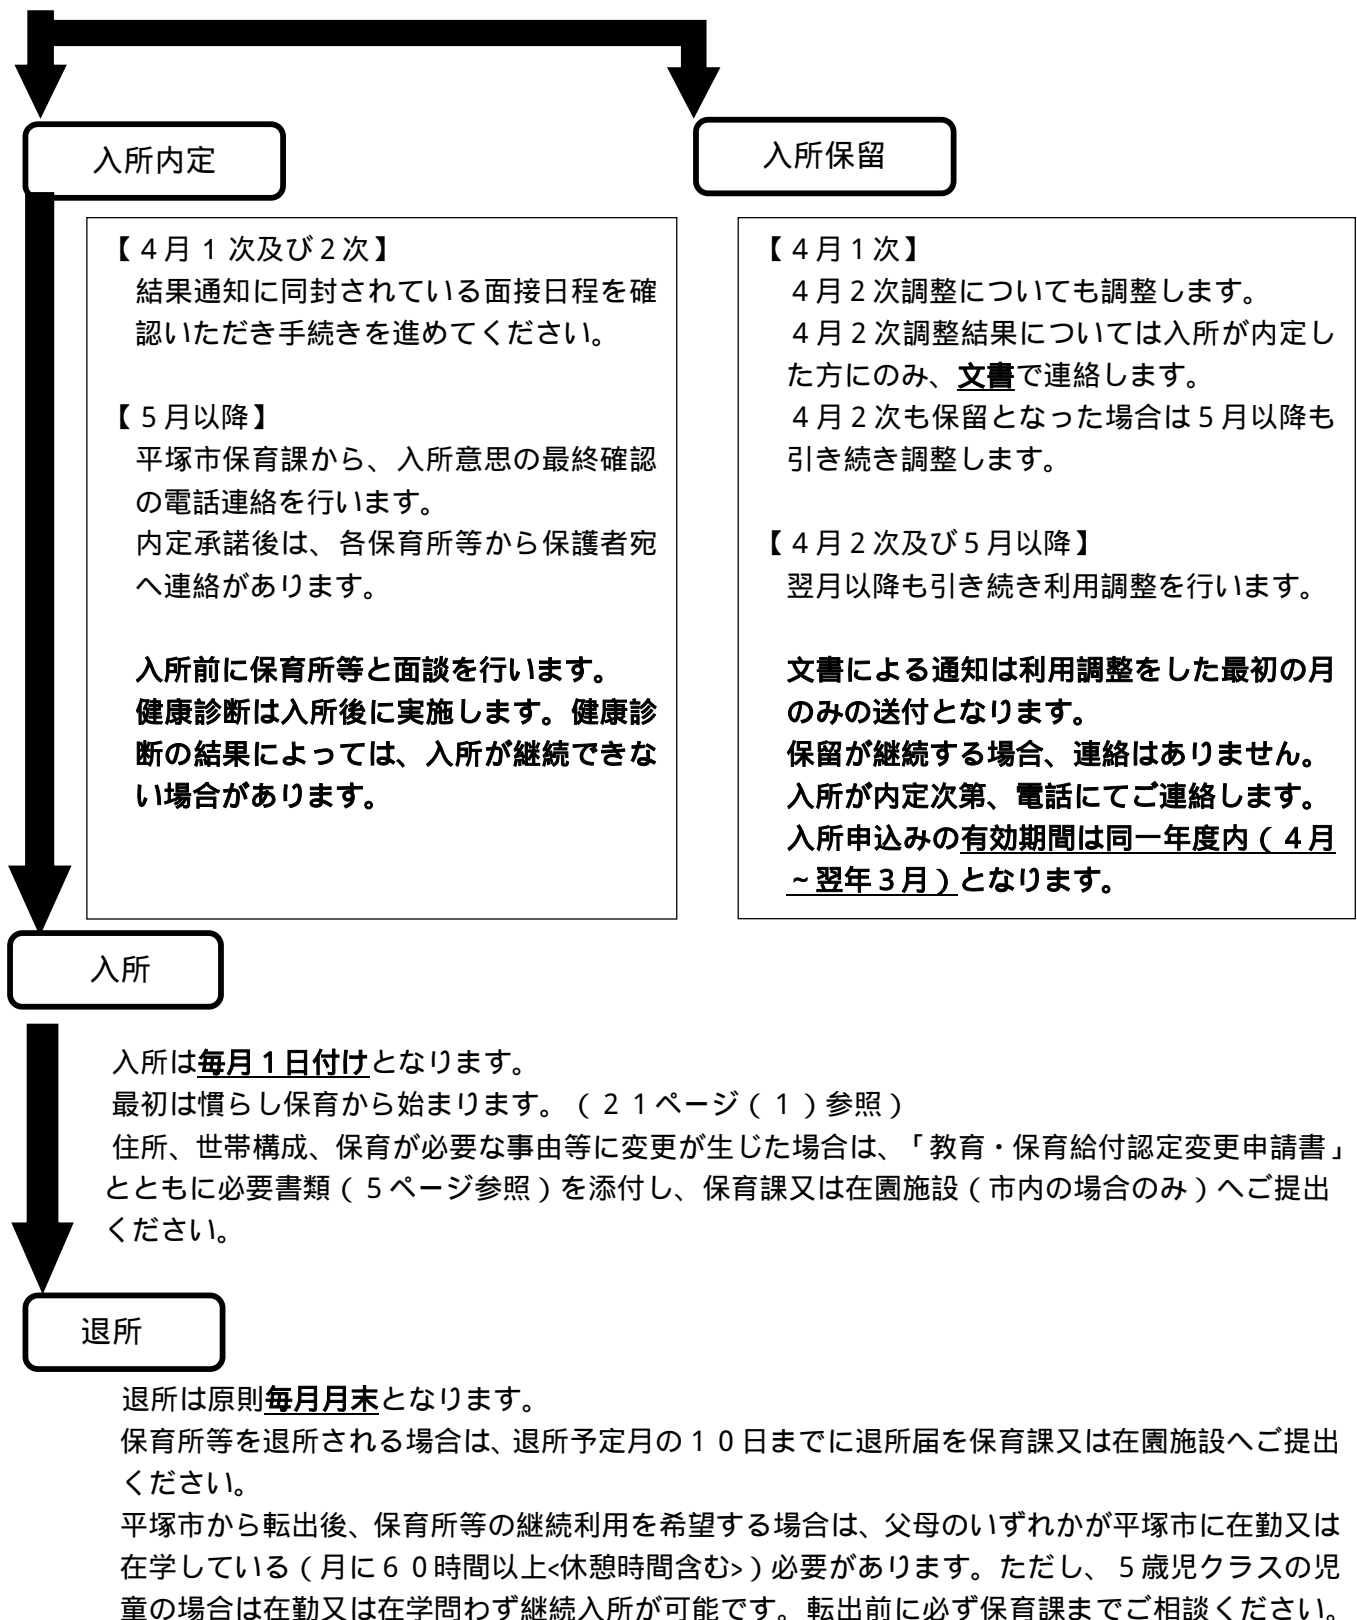 入所内定
【４月１次及び２次】
結果通知に同封されている面接日程を確
認いただき手続きを進めてください。
【５月以降】
平塚市保育課から、入所意思の最終確認
の電話連絡を行います。
内定承諾後は、各保育所等から保護者宛
へ連絡があります。
入所前に保育所等と面談を行います。
健康診断は入所後に実施します。健康診
断の結果によっては、入所が継続できな
い場合があります。
入所保留
【４月１次】
４月２次調整についても調整します。
４月２次調整結果については入所が内定し
た方にのみ、文書で連絡します。
４月２次も保留となった場合は５月以降も
引き続き調整します。
【４月２次及び５月以降】
翌月以降も引き続き利用調整を行います。
文書による通知は利用調整をした最初の月
のみの送付となります。
保留が継続する場合、連絡はありません。
入所が内定次第、電話にてご連絡します。
入所申込みの有効期間は同一年度内（４月
~翌年３月）となります。
入所
入所は毎月１日付けとなります。
最初は慣らし保育から始まります。（２１ページ（１）参照）
住所、世帯構成、保育が必要な事由等に変更が生じた場合は、「教育・保育給付認定変更申請書」
とともに必要書類（５ページ参照）を添付し、保育課又は在園施設（市内の場合のみ）へご提出
ください。
退所
退所は原則毎月月末となります。
保育所等を退所される場合は、退所予定月の１０日までに退所届を保育課又は在園施設へご提出
ください。
平塚市から転出後、保育所等の継続利用を希望する場合は、父母のいずれかが平塚市に在勤又は
在学している（月に６０時間以上<休憩時間含む>）必要があります。ただし、５歳児クラスの児
童の場合は在勤又は在学問わず継続入所が可能です。転出前に必ず保育課までご相談ください。